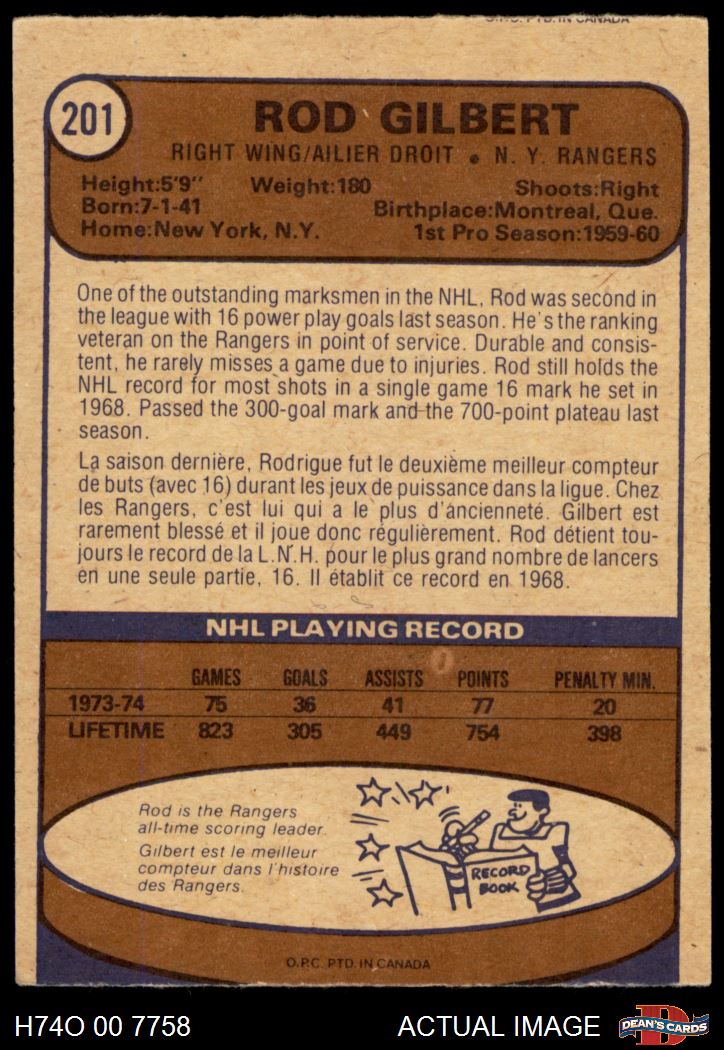 O.P.C. PTD. IN CANADA
201
ROD GILBERT
RIGHT WING/AILIER DROIT • N. Y. RANGERS
Height:5'9" Weight:180 Shoots:Right
Born:7-1-41 Birthplace:Montreal, Que.
Home:New York, N.Y. 1st Pro Season:1959-60
One of the outstanding marksmen in the NHL, Rod was second in
the league with 16 power play goals last season. He's the ranking
veteran on the Rangers in point of service. Durable and consis-
tent, he rarely misses a game due to injuries. Rod still holds the
NHL record for most shots in a single game 16 mark he set in
1968. Passed the 300-goal mark and the 700-point plateau last
season.
La saison dernière, Rodrigue fut le deuxième meilleur compteur
de buts (avec 16) durant les jeux de puissance dans la ligue. Chez
les Rangers, c'est lui qui a le plus d'áncienneté. Gilbert est
rarement blessé et il joue donc régulièrement. Rod détient tou-
jours le record de la L.N.H. pour le plus grand nombre de lancers
en une seule partie, 16. Il établit ce record en 1968.
NHL PLAYING RECORD
GAMES GOALS ASSISTS POINTS PENALTY MIN.
1973-74 75 36 41 77 20
LIFETIME 823 305 449 754 398
Rod is the Rangers
all-time scoring leader.
Gilbert est le meilleur
compteur dans l'histoire
des Rangers.
RECORD
BOOK
O.P.C. PTD. IN CANADA
H74O 00 7758
ACTUAL IMAGE
D
DEAN'S CARDS